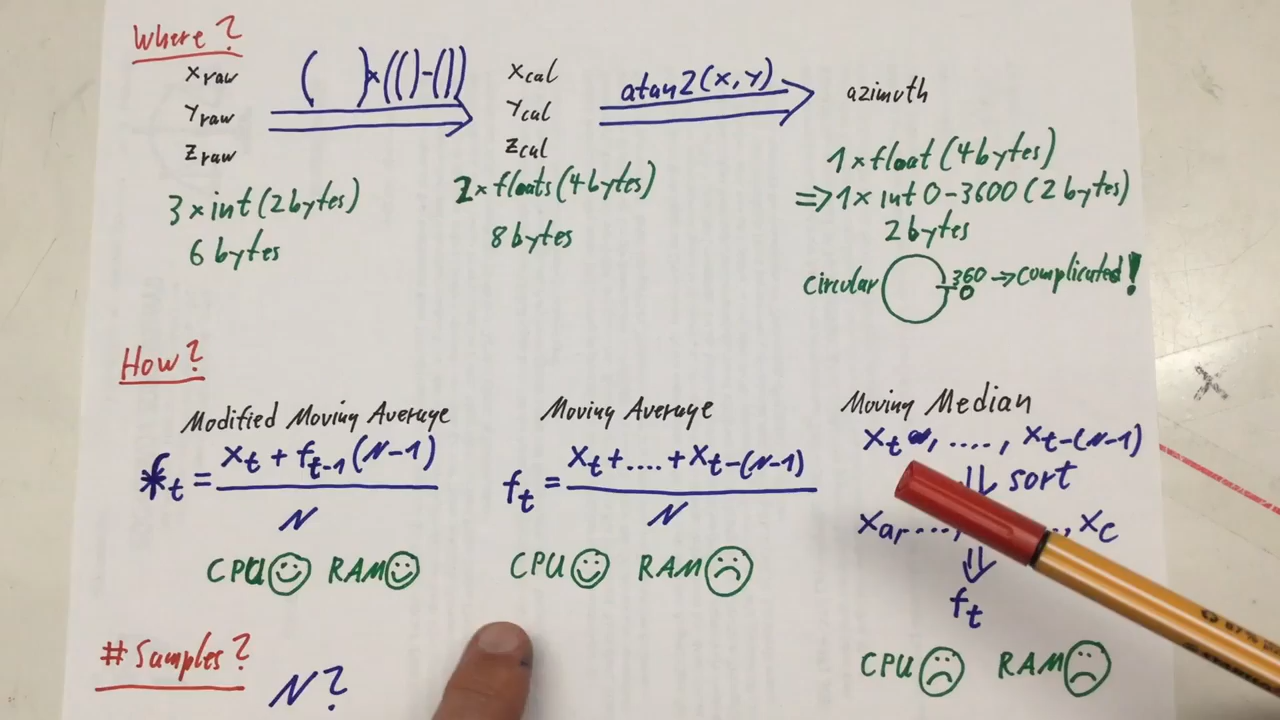 Where?
Xraw
Yraw
Zraw
( )×(()-())
Xcal
Ycal
Zcal
atan2(x,y)
azimuth
3×int(2bytes)
6 bytes
2×floats(4bytes)
8bytes
1×float(4bytes)
=>1×int 0-3600(2bytes)
2bytes
circular
360
0
→complicated!
How?
Modified Moving Average
ft = Xt + ft-1(N-1)
N
CPU RAM
Moving Average
ft = Xt+....+Xt-(N-1)
N
CPU RAM
Moving Median
Xt, ...., Xt-(N-1)
sort
Xa, ...., Xc
ft
CPU RAM
# Samples?
N?